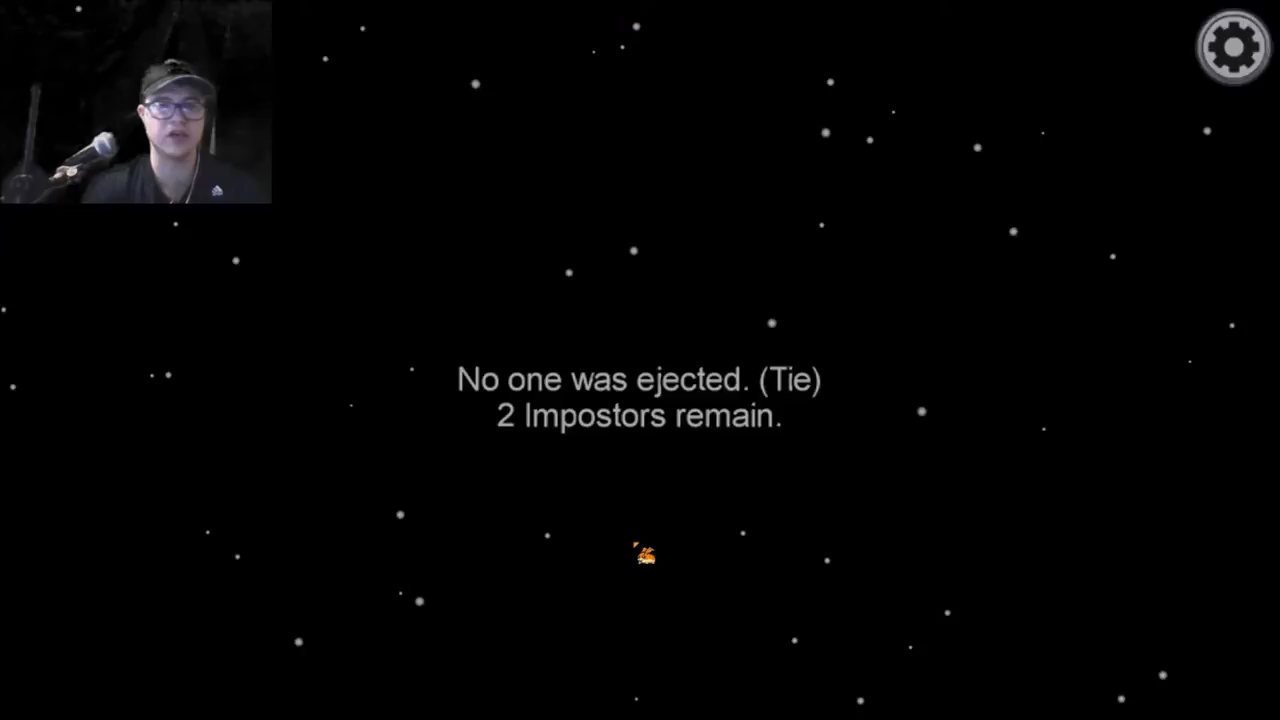 No one was ejected. (Tie)
2 Impostors remain.